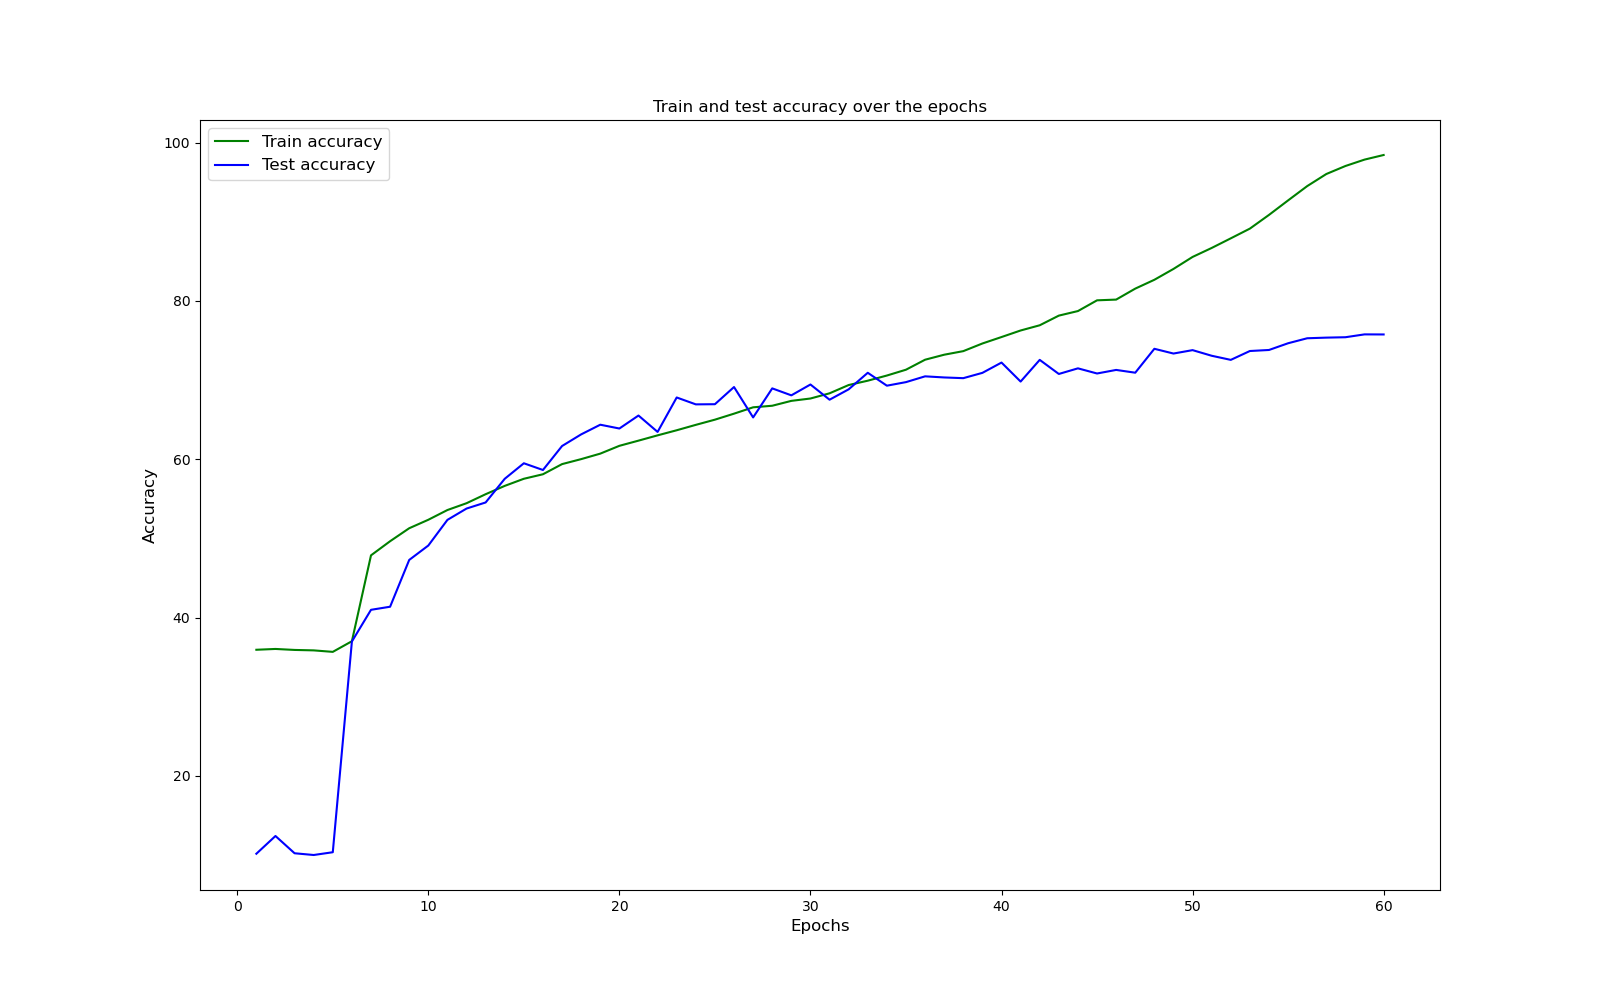 Train and test accuracy over the epochs
Train accuracy
Test accuracy
100
80
60
40
20
Accuracy
0 10 20 30 40 50 60
Epochs